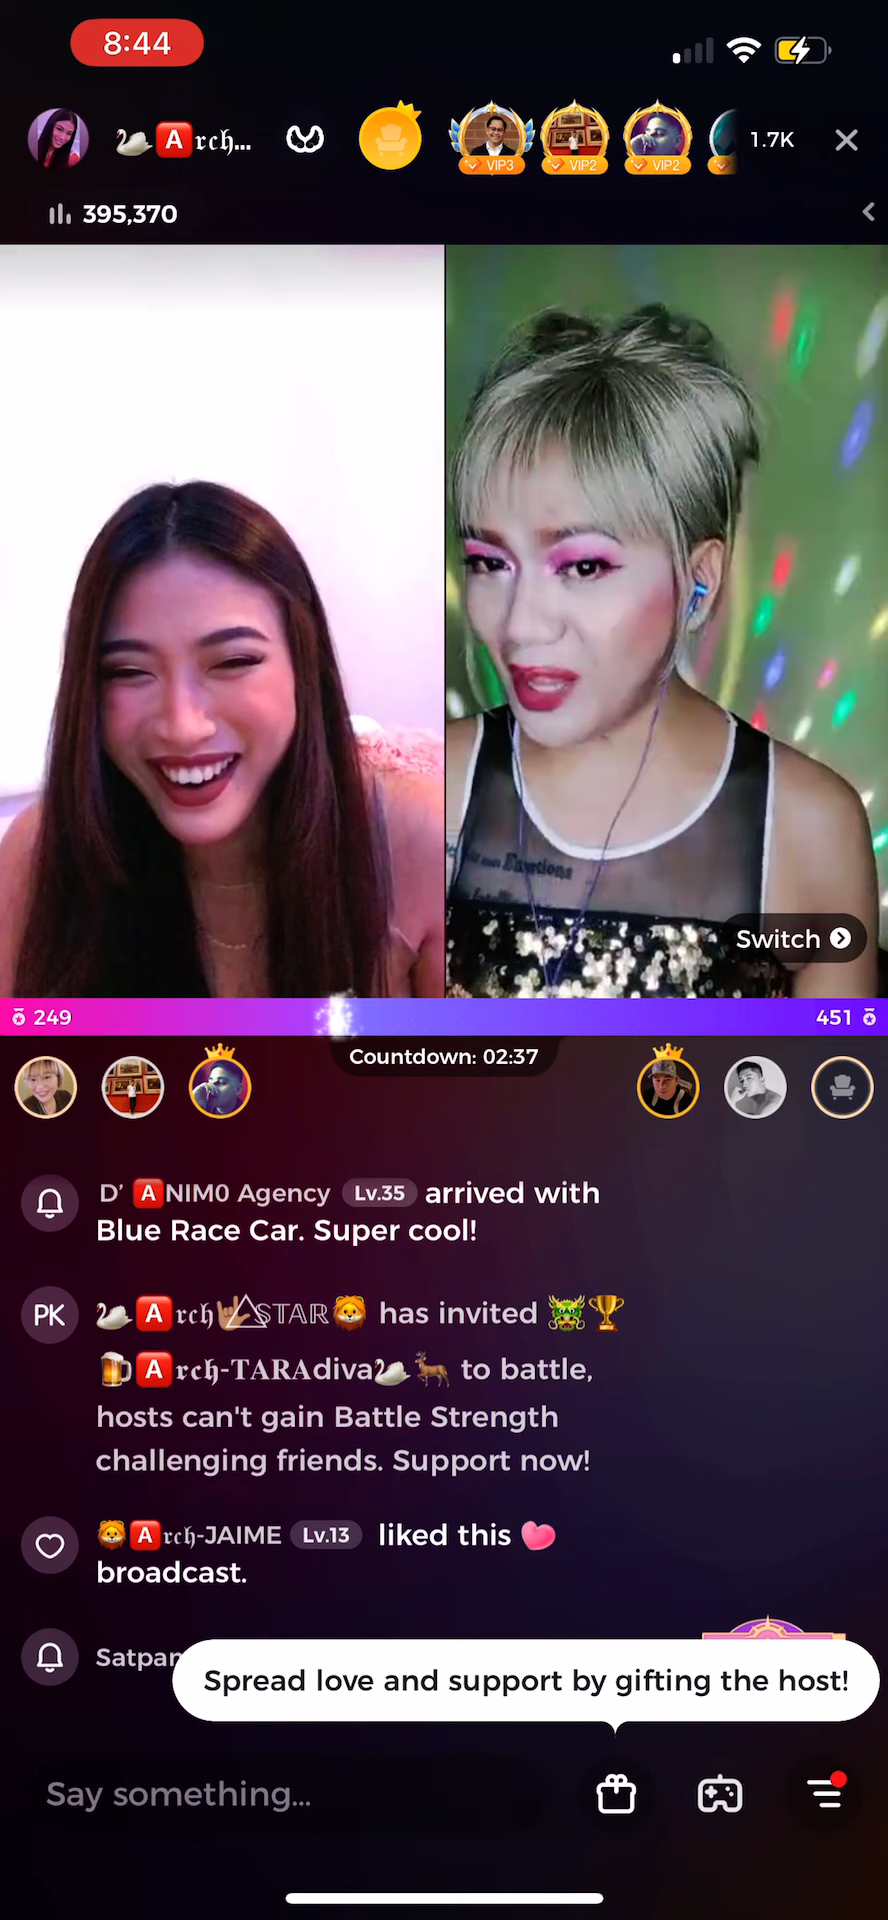 8:44
🦢🅰𝔯𝔠𝔥...
VIP3
VIP2
VIP2
1.7K
395,370
Emotions
Switch
249
451
Countdown: 02:37
D' 🅰NIM0 Agency Lv.35 arrived with
Blue Race Car. Super cool!
PK
🦢🅰𝔯𝔠𝔥🤟🏽△𝕊𝕋𝔸ℝ🦁 has invited 🐲🏆
🍺🅰𝔯𝔠𝔥-𝐓𝐀𝐑𝐀diva🦢🦌 to battle,
hosts can't gain Battle Strength
challenging friends. Support now!
🦁🅰𝔯𝔠𝔥-JAIME Lv.13 liked this
broadcast.
Satpan
Spread love and support by gifting the host!
Say something...